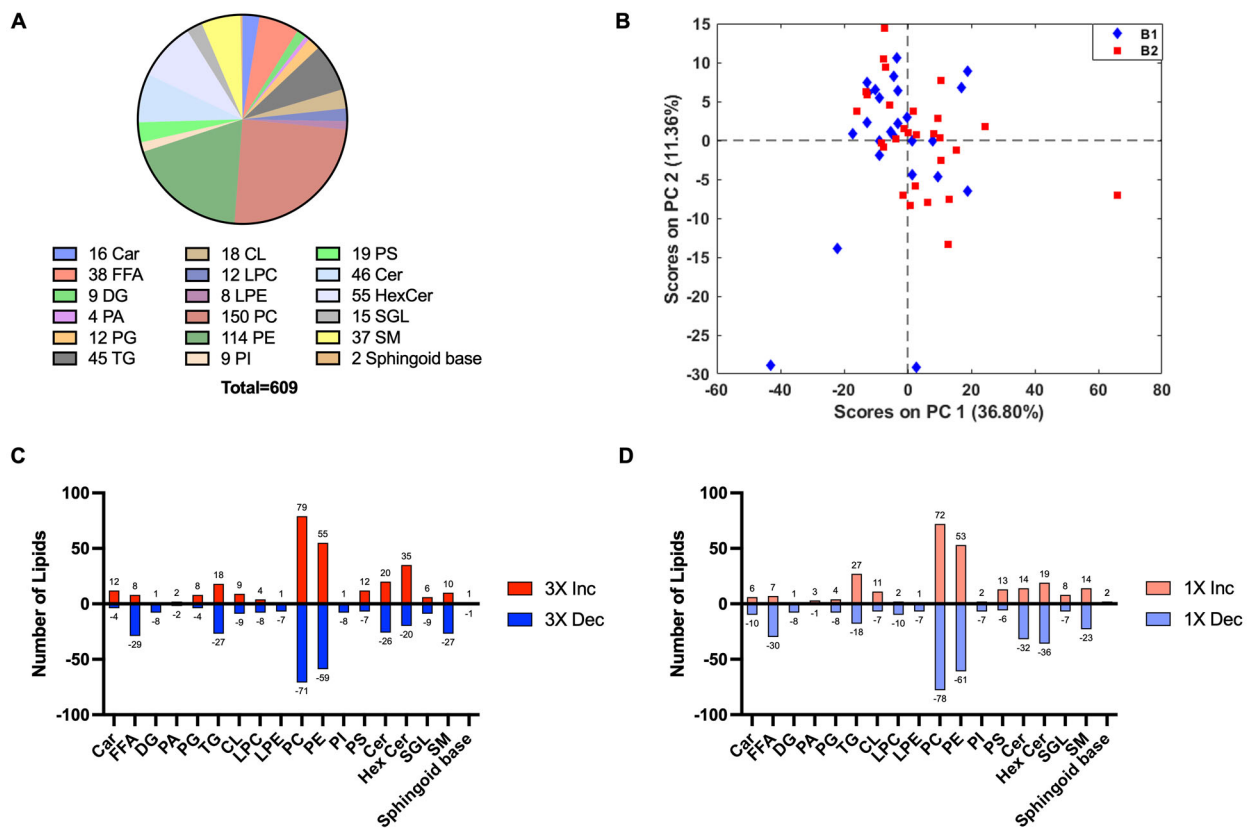 A
16 Car
38 FFA
9 DG
4 PA
12 PG
45 TG
18 CL
12 LPC
8 LPE
150 PC
114 PE
9 PI
19 PS
46 Cer
55 HexCer
15 SGL
37 SM
2 Sphingoid base
Total=609
B
Scores on PC 2 (11.36%)
15
10
5
0
-5
-10
-15
-20
-25
-30
-60
-40
-20
0
20
40
60
80
Scores on PC 1 (36.80%)
B1
B2
C
Number of Lipids
100
50
0
-50
-100
12
8
1
2
8
18
9
4
1
79
55
1
12
20
35
6
10
1
-4
-29
-8
-2
-4
-27
-9
-8
-7
-71
-59
-8
-7
-26
-20
-9
-27
-1
Car
FFA
DG
PA
PG
TG
CL
LPC
LPE
PC
PE
PI
PS
Cer
Hex Cer
SGL
SM
Sphingoid base
3X Inc
3X Dec
D
Number of Lipids
100
50
0
-50
-100
6
7
1
3
4
27
11
2
1
72
53
2
13
14
19
8
14
2
-10
-30
-8
-1
-8
-18
-7
-10
-7
-78
-61
-7
-6
-32
-36
-7
-23
Car
FFA
DG
PA
PG
TG
CL
LPC
LPE
PC
PE
PI
PS
Cer
Hex Cer
SGL
SM
Sphingoid base
1X Inc
1X Dec